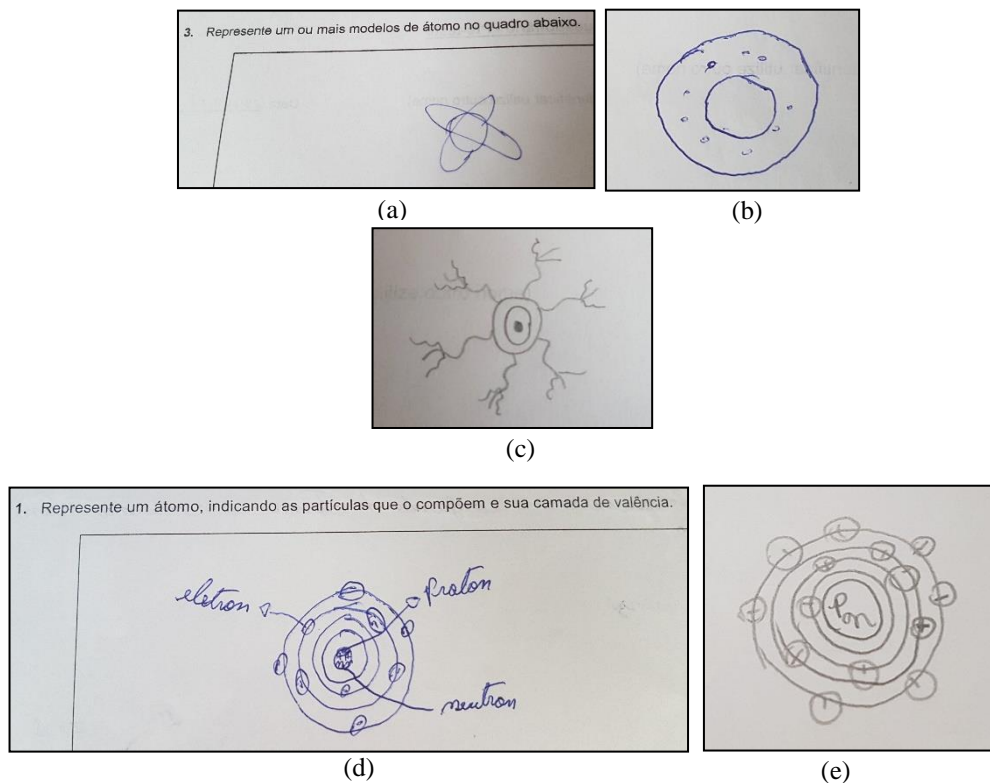 3. Represente um ou mais modelos de átomo no quadro abaixo.
(a)
(b)
(c)
1. Represente um átomo, indicando as partículas que o compõem e sua camada de valência.
eletron
proton
neutron
(d)
(e)